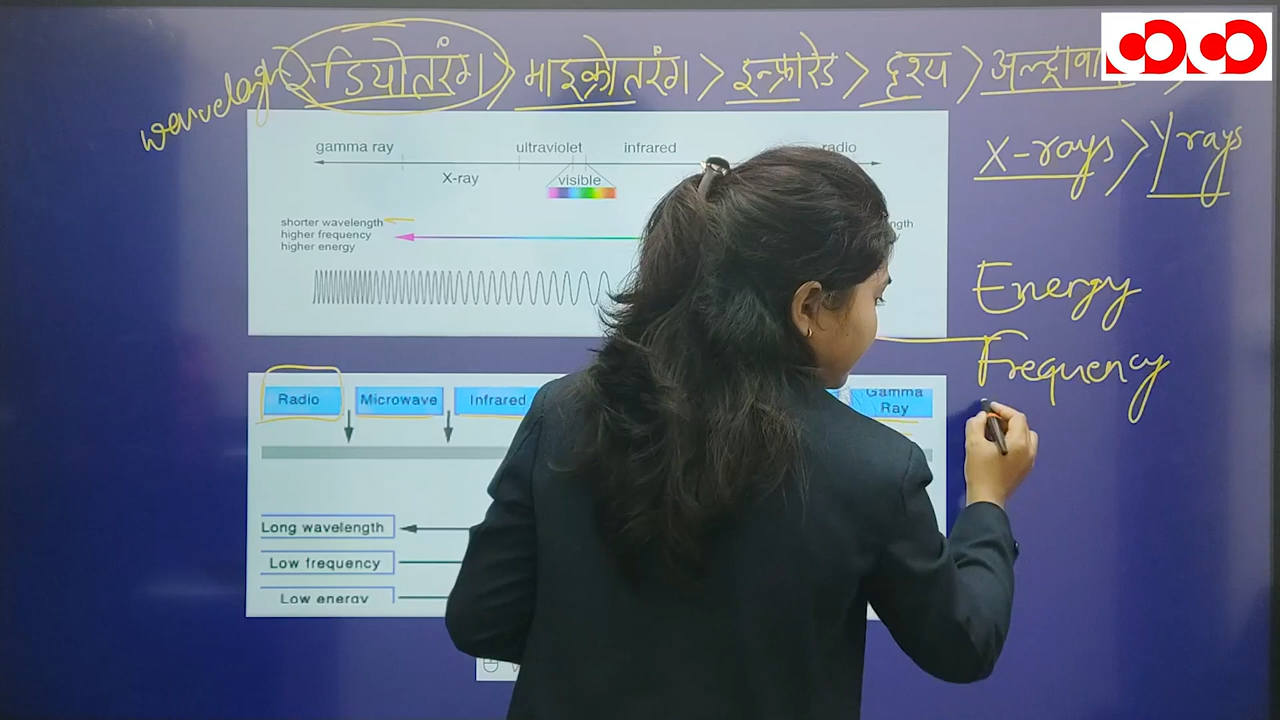 wavelength रेडियोतरंग > माइक्रोतरंग > इन्फ्रारेड > दृश्य >
X-rays > γ rays
gamma ray ultraviolet infrared radio
X-ray visible
shorter wavelength
higher frequency
higher energy
Energy
Frequency
Radio Microwave Infrared Gamma
Ray
Long wavelength
Low frequency
Low energy